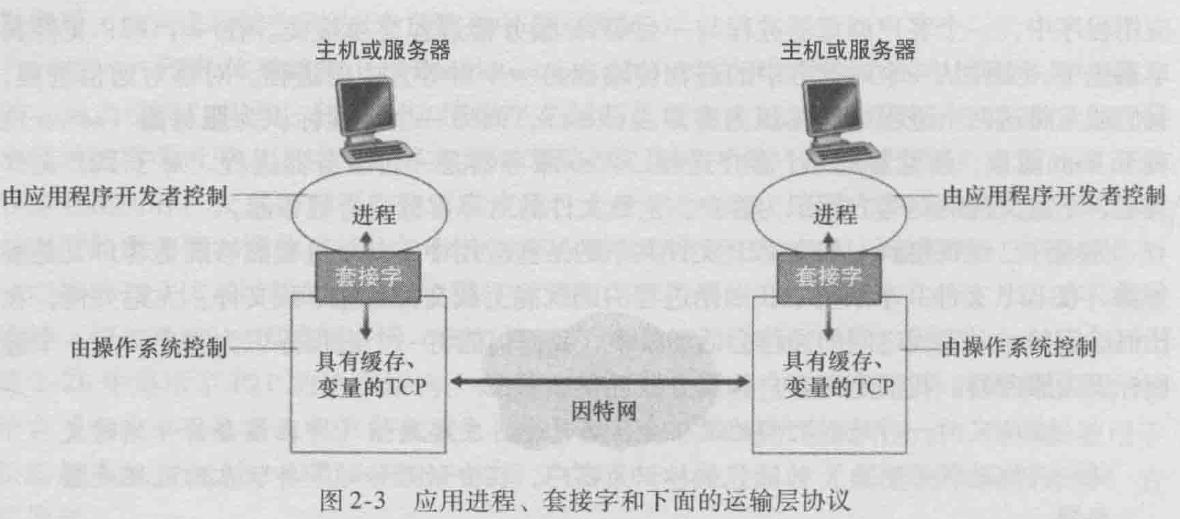 主机或服务器
主机或服务器
由应用程序开发者控制
进程
进程
由应用程序开发者控制
套接字
套接字
由操作系统控制
具有缓存、
变量的TCP
因特网
具有缓存、
变量的TCP
由操作系统控制
图 2-3 应用进程、套接字和下面的运输层协议